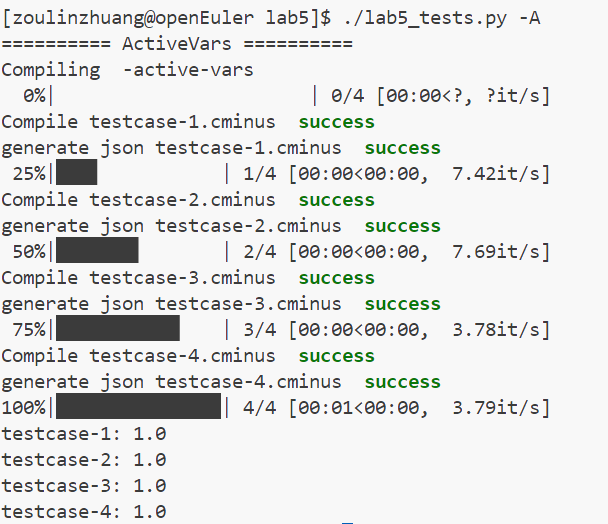 [zoulinzhuang@openEuler lab5]$ ./lab5_tests.py -A
========== ActiveVars ==========
Compiling  -active-vars
  0%|                      | 0/4 [00:00<?, ?it/s]
Compile testcase-1.cminus  success
generate json testcase-1.cminus  success
 25%|███          | 1/4 [00:00<00:00,  7.42it/s]
Compile testcase-2.cminus  success
generate json testcase-2.cminus  success
 50%|██████       | 2/4 [00:00<00:00,  7.69it/s]
Compile testcase-3.cminus  success
generate json testcase-3.cminus  success
 75%|█████████    | 3/4 [00:00<00:00,  3.78it/s]
Compile testcase-4.cminus  success
generate json testcase-4.cminus  success
100%|████████████| 4/4 [00:01<00:00,  3.79it/s]
testcase-1: 1.0
testcase-2: 1.0
testcase-3: 1.0
testcase-4: 1.0